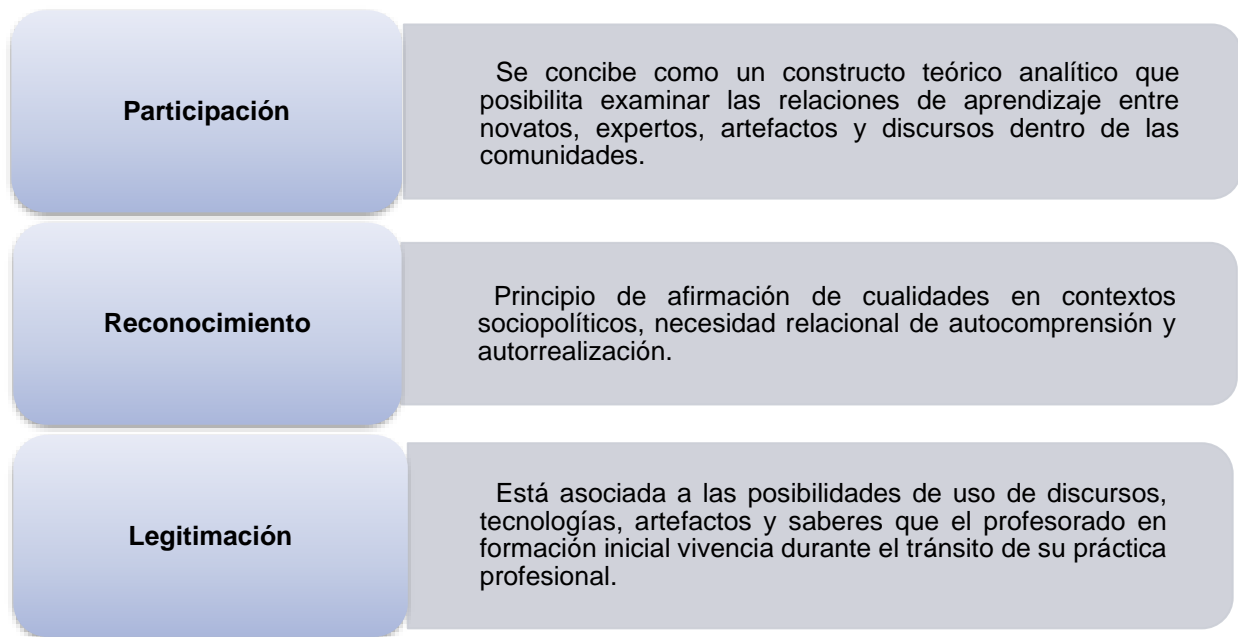 Participación
Se concibe como un constructo teórico analítico que
posibilita examinar las relaciones de aprendizaje entre
novatos, expertos, artefactos y discursos dentro de las
comunidades.
Reconocimiento
Principio de afirmación de cualidades en contextos
sociopolíticos, necesidad relacional de autocomprensión y
autorrealización.
Legitimación
Está asociada a las posibilidades de uso de discursos,
tecnologías, artefactos y saberes que el profesorado en
formación inicial vivencia durante el tránsito de su práctica
profesional.